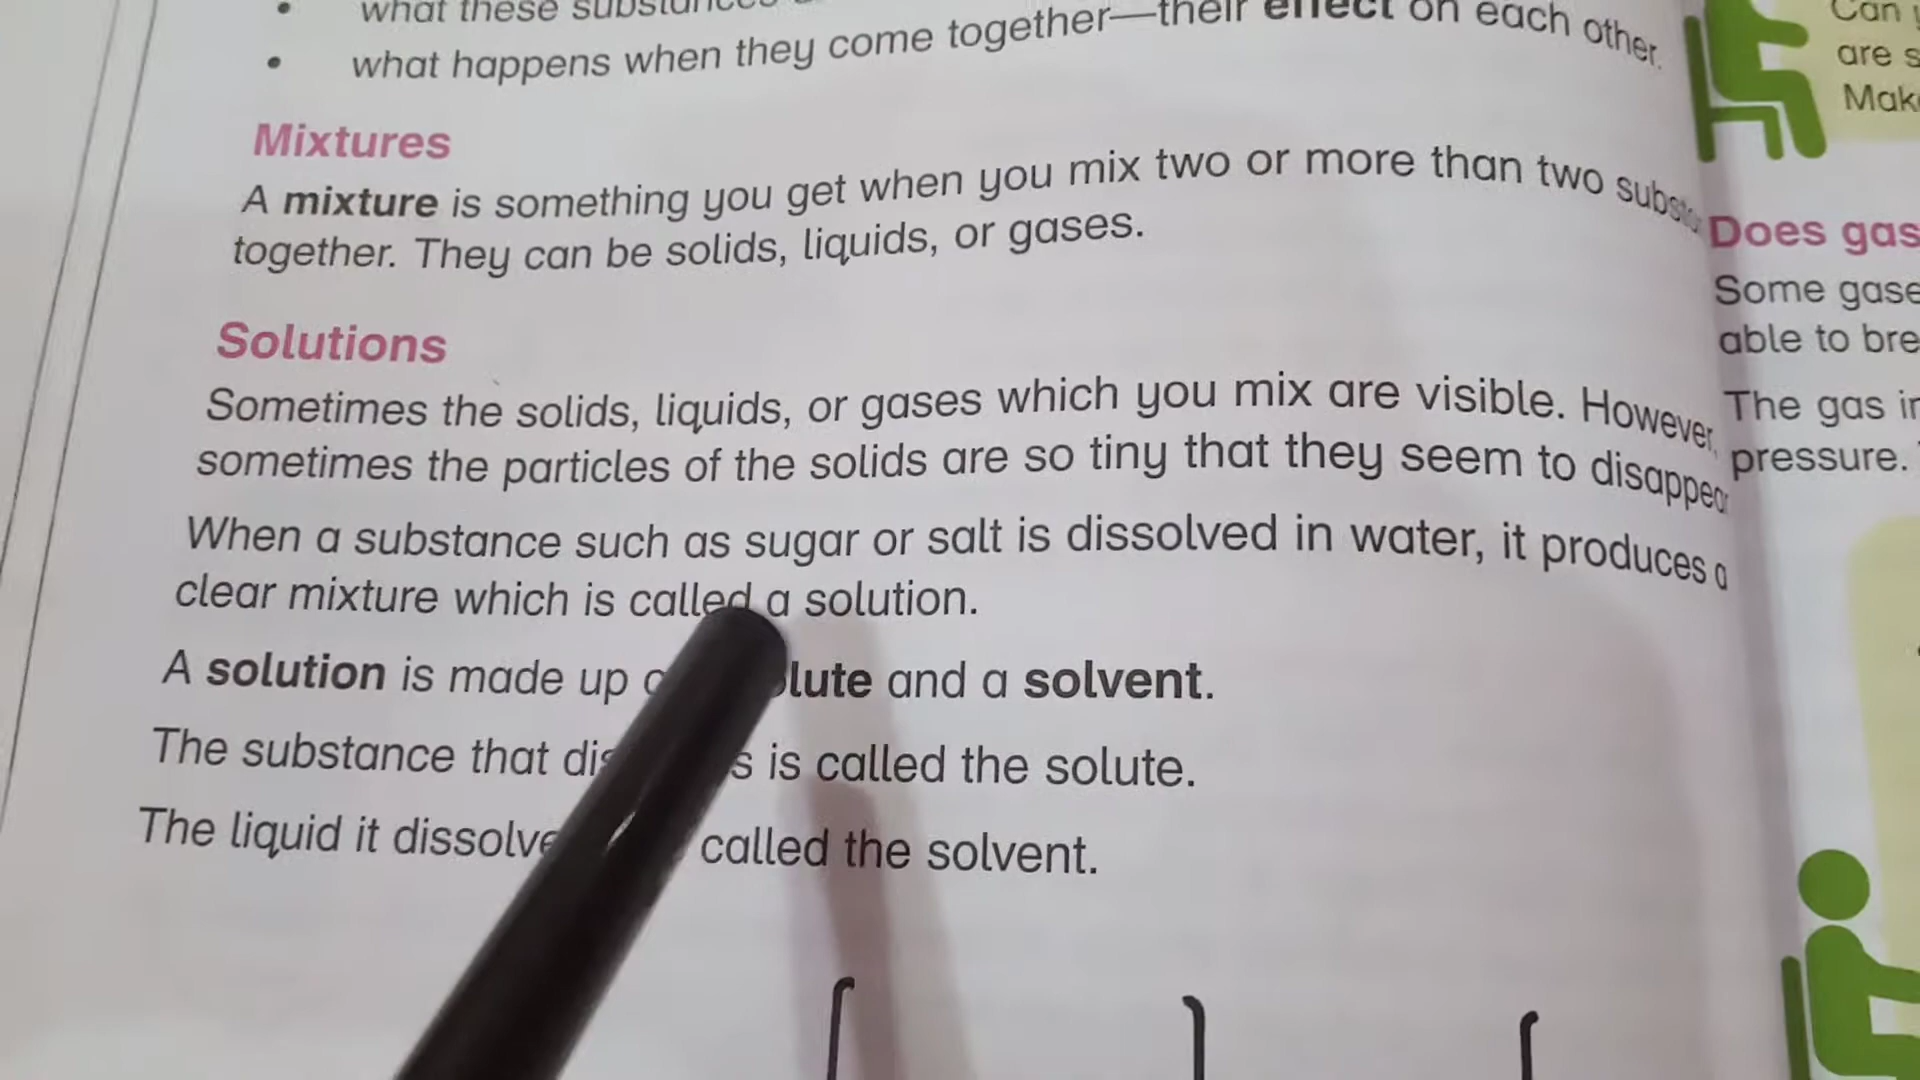 • what these substances
• what happens when they come together—their effect on each other.
Mixtures
A mixture is something you get when you mix two or more than two
together. They can be solids, liquids, or gases.
Solutions
Sometimes the solids, liquids, or gases which you mix are visible. However,
sometimes the particles of the solids are so tiny that they seem to disappear
When a substance such as sugar or salt is dissolved in water, it produces a
clear mixture which is called a solution.
A solution is made up lute and a solvent.
The substance that dis s is called the solute.
The liquid it dissolve called the solvent.
Can
are s
Mak
Does gas
Some gase
able to bre
The gas in
pressure.